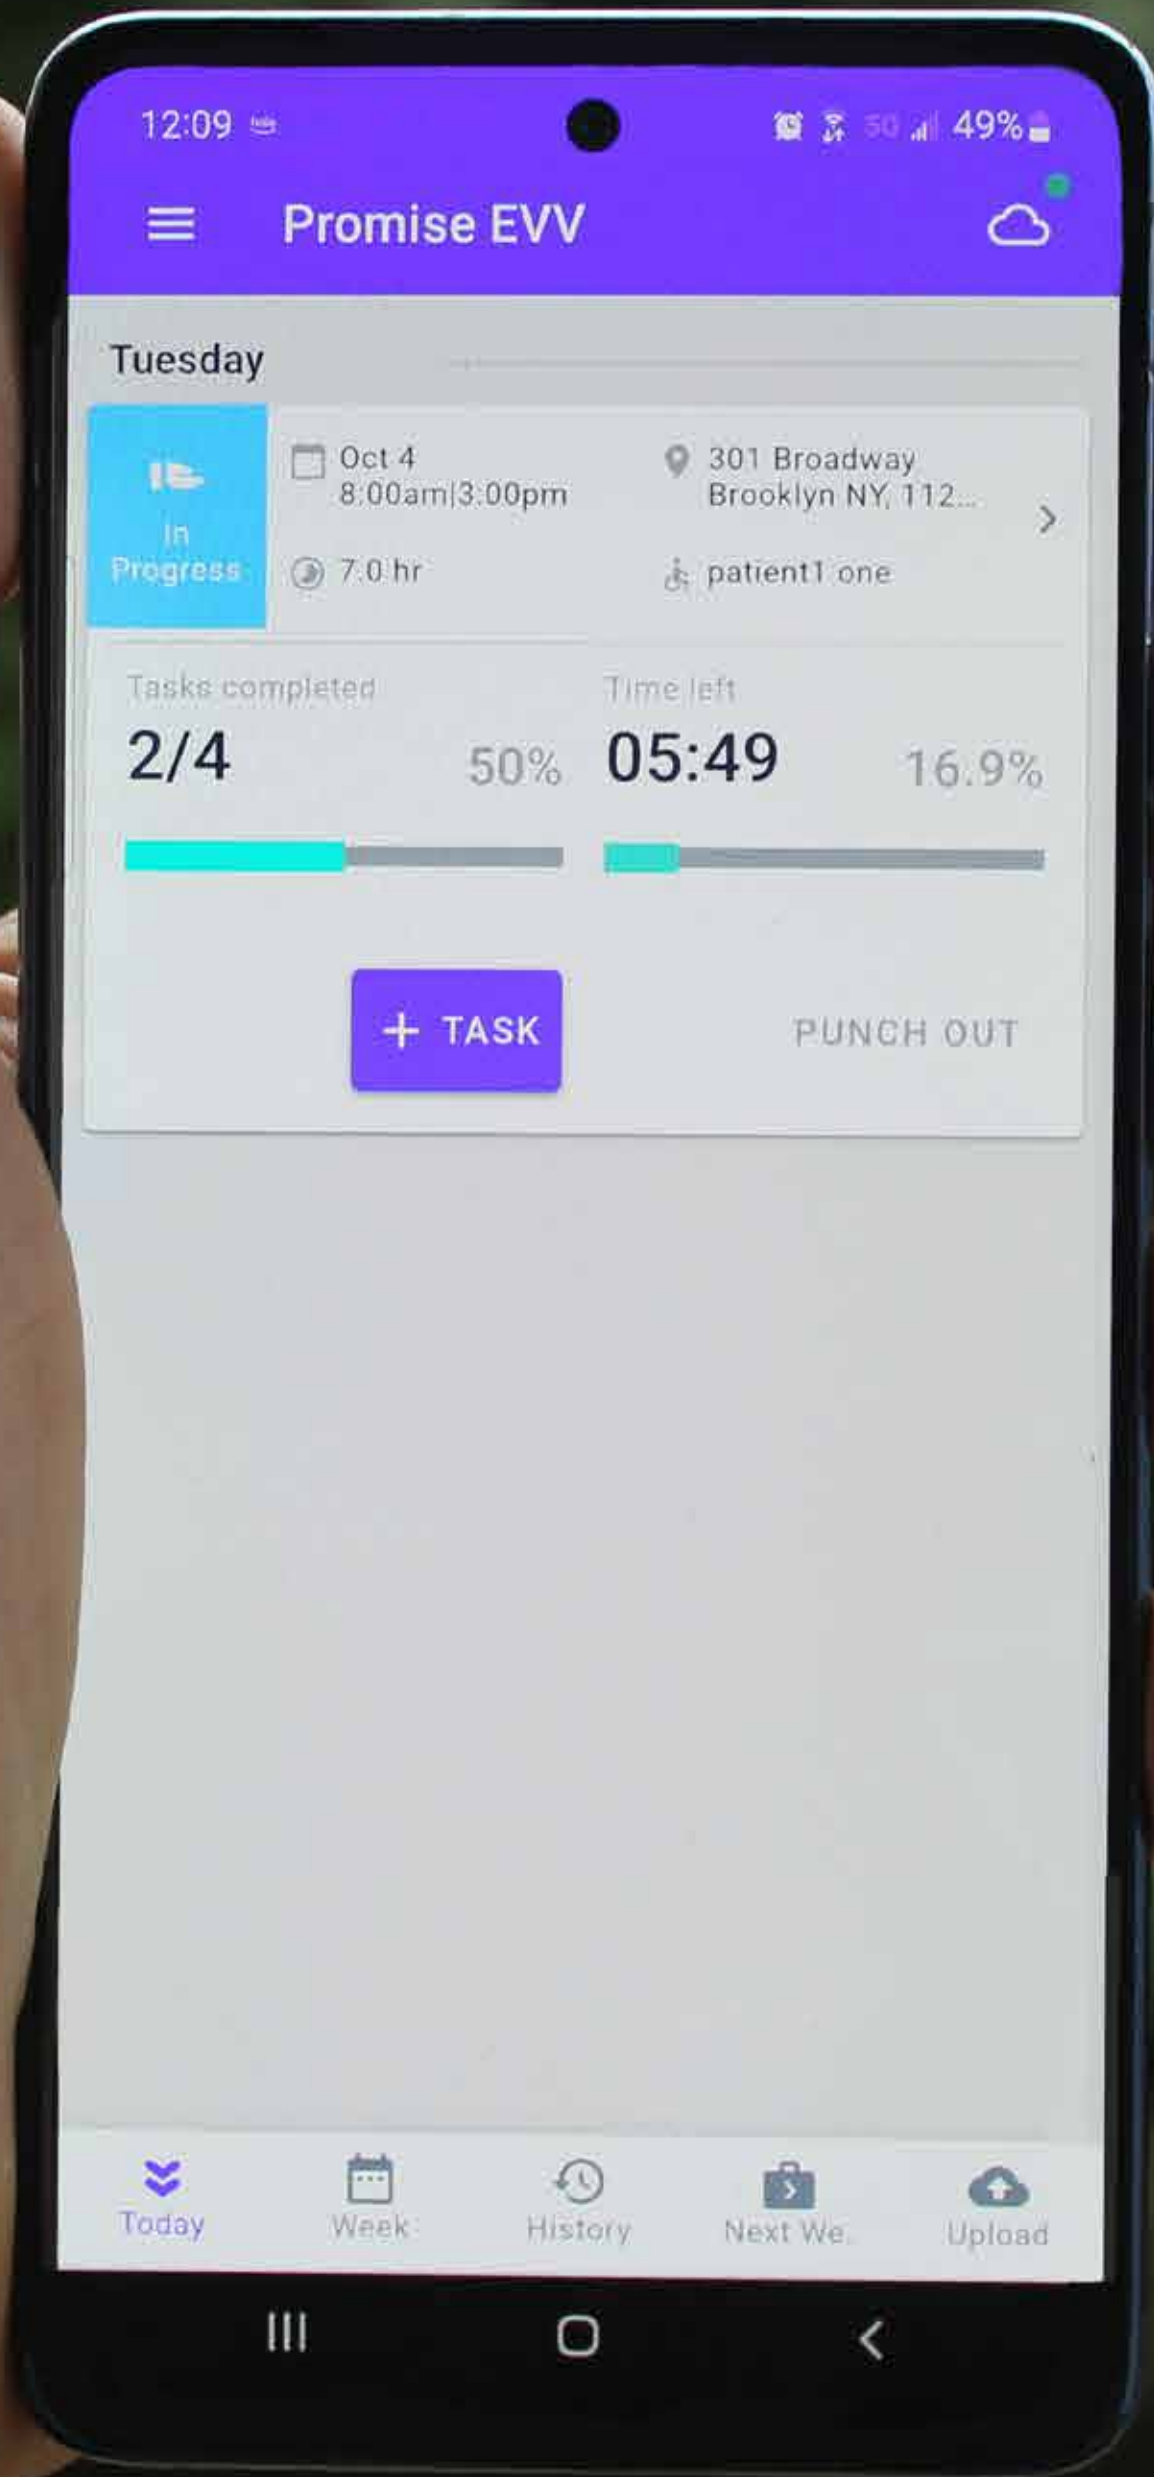 12:09
49%
Promise EVV
Tuesday
In
Progress
Oct 4
8:00am|3:00pm
7.0 hr
301 Broadway
Brooklyn NY, 112...
patient1 one
Tasks completed
2/4
50%
Time left
05:49
16.9%
+ TASK
PUNCH OUT
Today
Week
History
Next We.
Upload